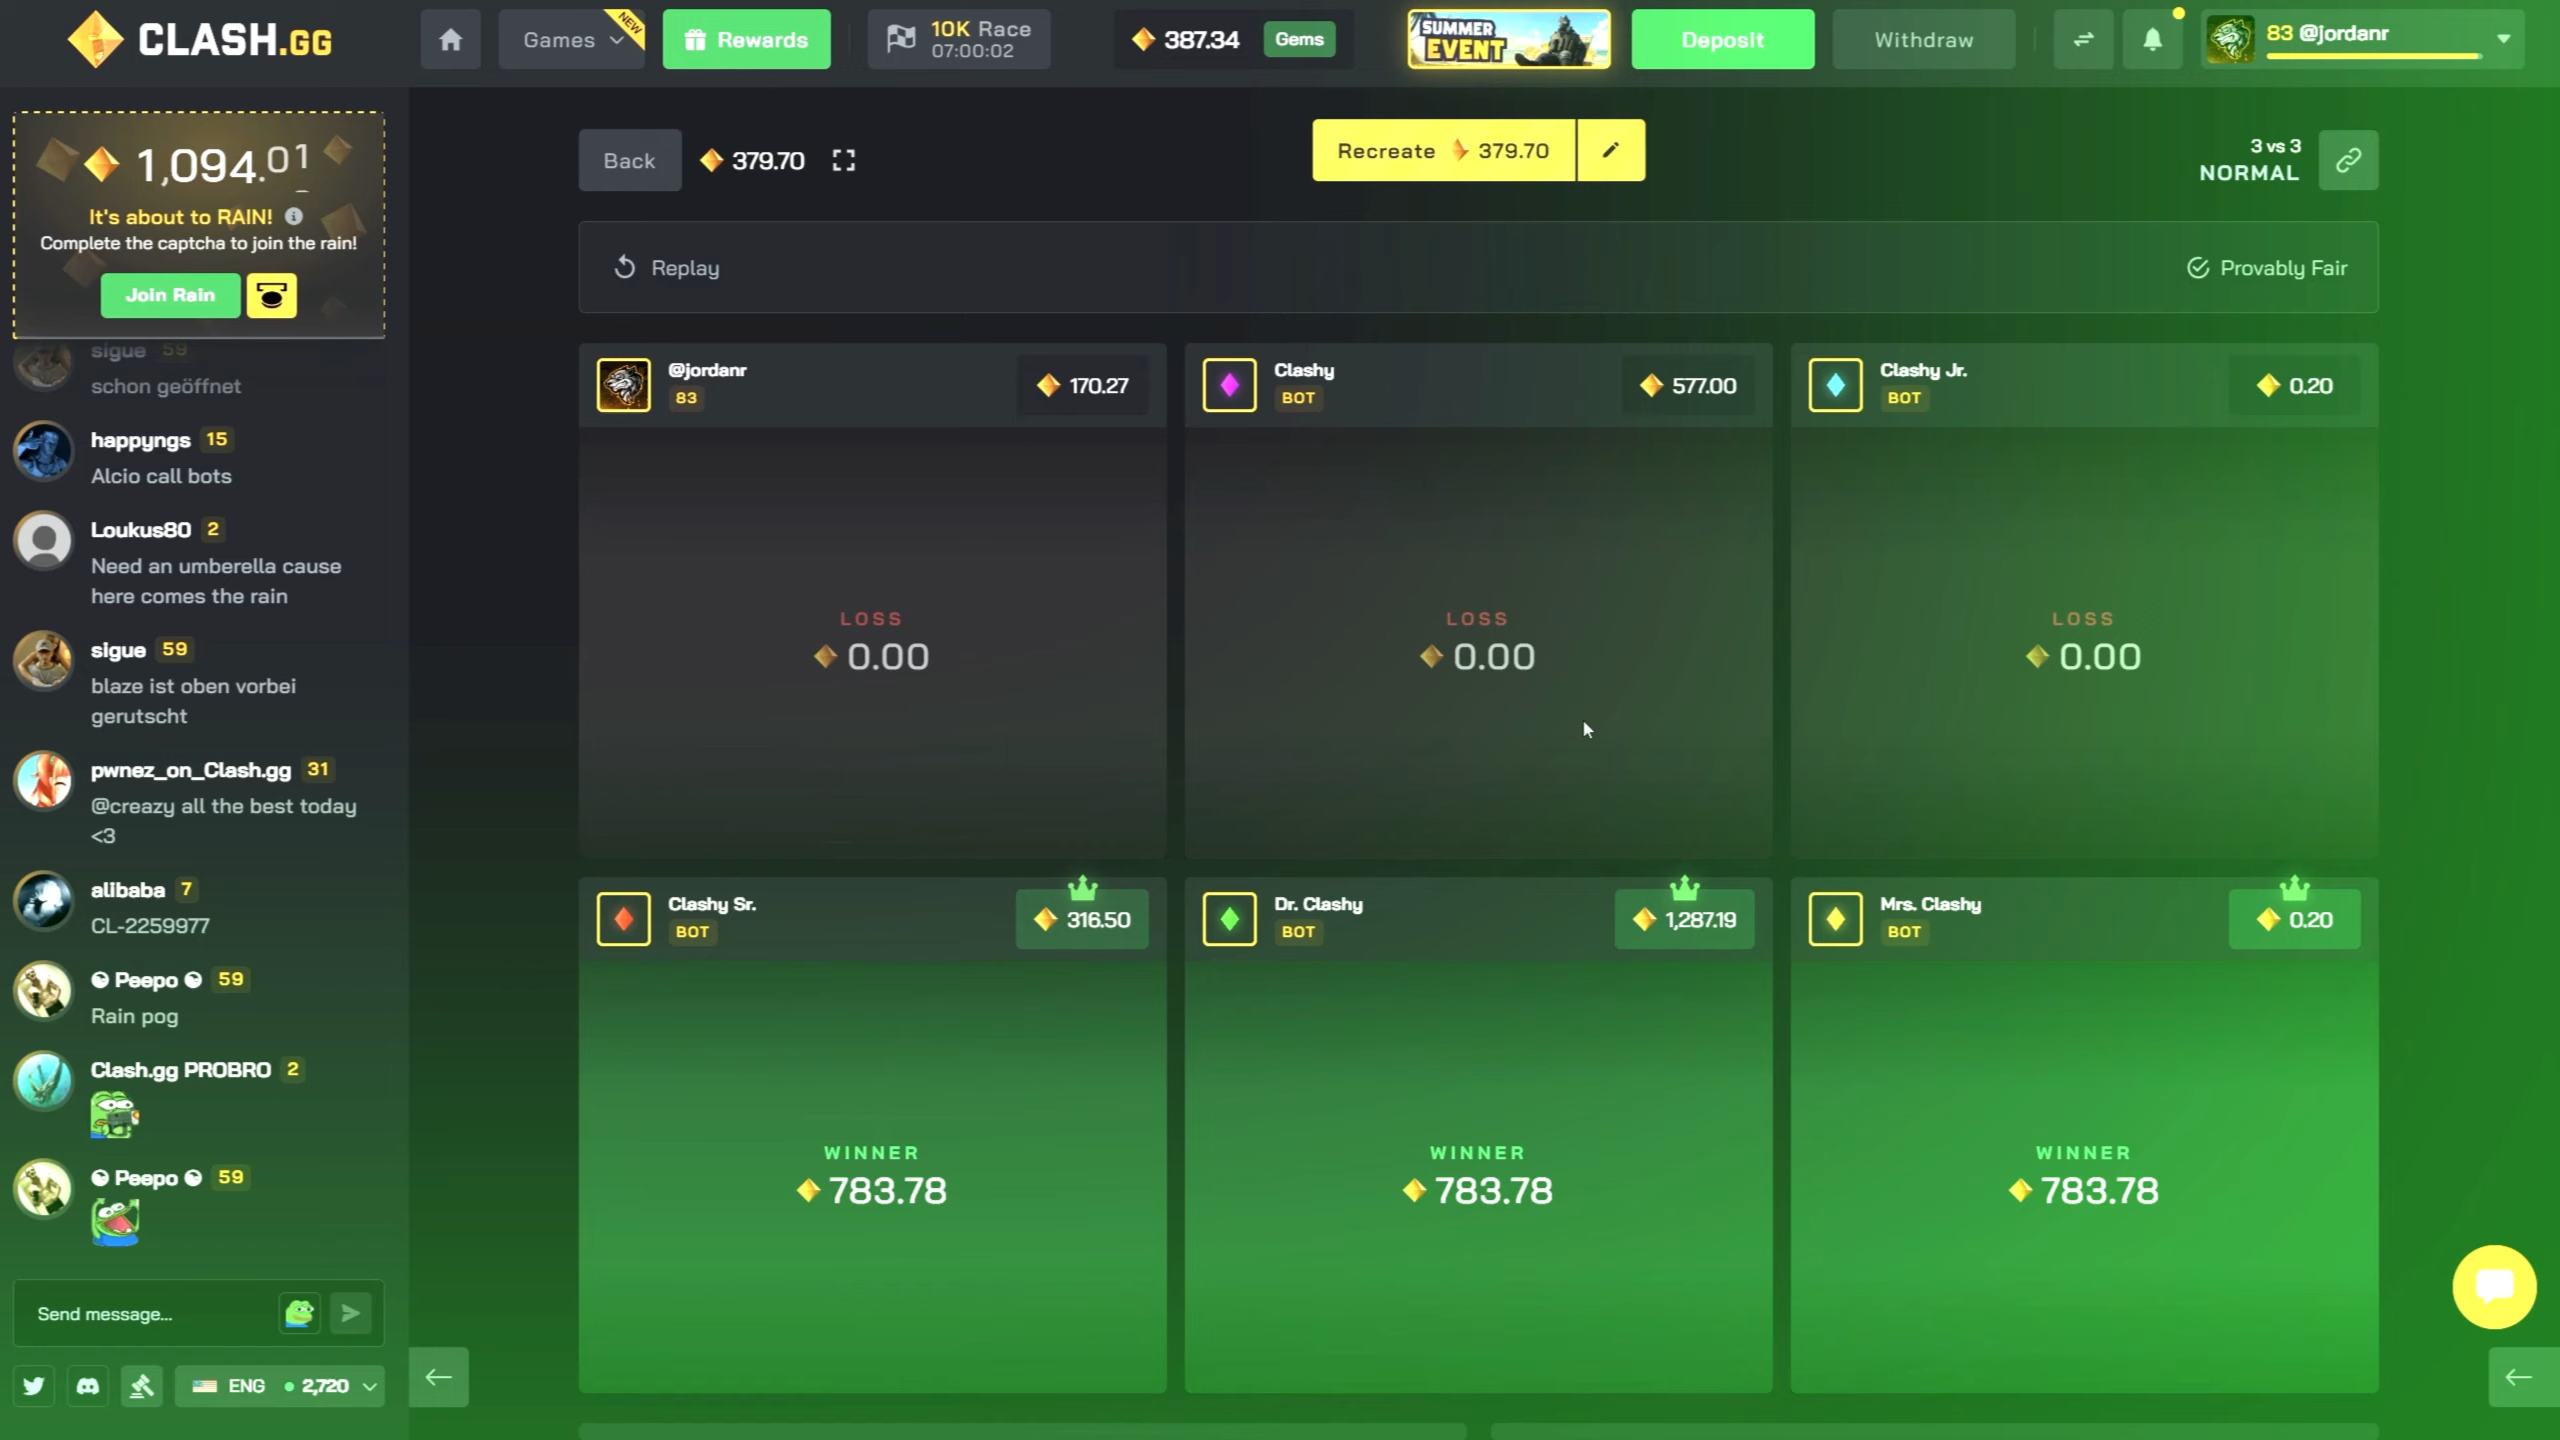 CLASH.GG
Games
NEW
Rewards
10K Race
07:00:02
387.34
Gems
SUMMER
EVENT
Deposit
Withdraw
83 @jordanr
1,094.01
It's about to RAIN!
Complete the captcha to join the rain!
Join Rain
sigue 59
schon geöffnet
happyngs 15
Alcio call bots
Loukus80 2
Need an umberella cause
here comes the rain
sigue 59
blaze ist oben vorbei
gerutscht
pwnez_on_Clash.gg 31
@creazy all the best today
<3
alibaba 7
CL-2259977
Peepo 59
Rain pog
Clash.gg PROBRO 2
Peepo 59
Send message...
ENG 2,720
Back
379.70
Recreate 379.70
3 vs 3
NORMAL
Replay
Provably Fair
@jordanr
83
170.27
LOSS
0.00
Clashy
BOT
577.00
LOSS
0.00
Clashy Jr.
BOT
0.20
LOSS
0.00
Clashy Sr.
BOT
316.50
WINNER
783.78
Dr. Clashy
BOT
1,287.19
WINNER
783.78
Mrs. Clashy
BOT
0.20
WINNER
783.78